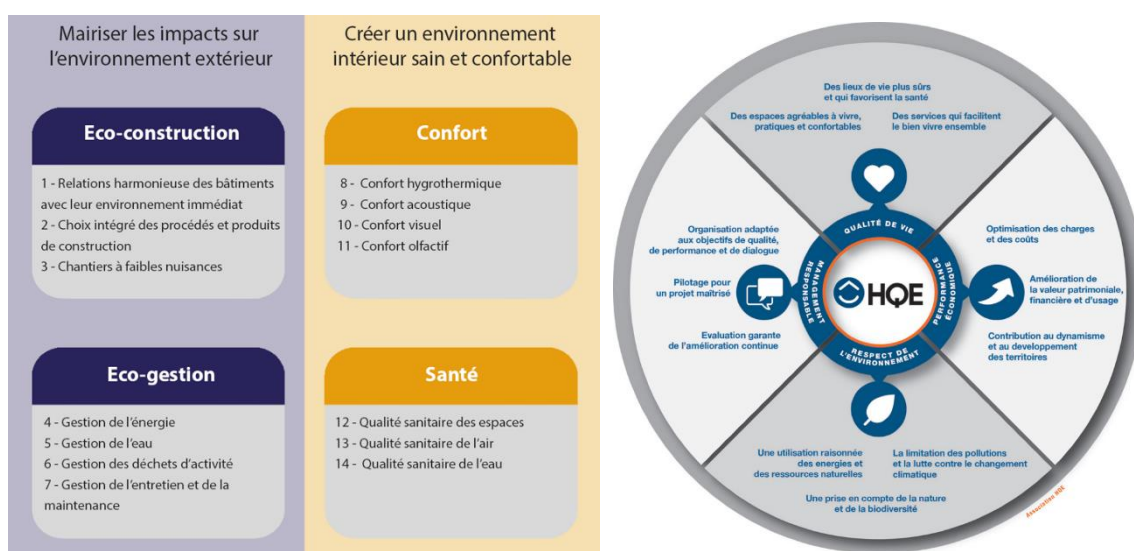 Mairiser les impacts sur
l'environnement extérieur
Eco-construction
1 - Relations harmonieuse des bâtiments
avec leur environnement immédiat
2 - Choix intégré des procédés et produits
de construction
3 - Chantiers à faibles nuisances
Eco-gestion
4 - Gestion de l'énergie
5 - Gestion de l'eau
6 - Gestion des déchets d'activité
7 - Gestion de l'entretien et de la
maintenance
Créer un environnement
intérieur sain et confortable
Confort
8 - Confort hygrothermique
9 - Confort acoustique
10 - Confort visuel
11 - Confort olfactif
Santé
12 - Qualité sanitaire des espaces
13 - Qualité sanitaire de l'air
14 - Qualité sanitaire de l'eau
Des lieux de vie plus sûrs
et qui favorisent la santé
Des espaces agréables à vivre,
pratiques et confortables
Des services qui facilitent
le bien vivre ensemble
QUALITÉ DE VIE
Organisation adaptée
aux objectifs de qualité,
de performance et de dialogue
Pilotage pour
un projet maîtrisé
Evaluation garante
de l'amélioration continue
MANAGEMENT
RESPONSABLE
HQE
PERFORMANCE
ÉCONOMIQUE
Optimisation des charges
et des coûts
Amélioration de
la valeur patrimoniale,
financière et d'usage
Contribution au dynamisme
et au developpement
des territoires
RESPECT DE
L'ENVIRONNEMENT
Une utilisation raisonnée
des energies et
des ressources naturelles
La limitation des pollutions
et la lutte contre le changement
climatique
Une prise en compte de la nature
et de la biodiversité
Association HQE